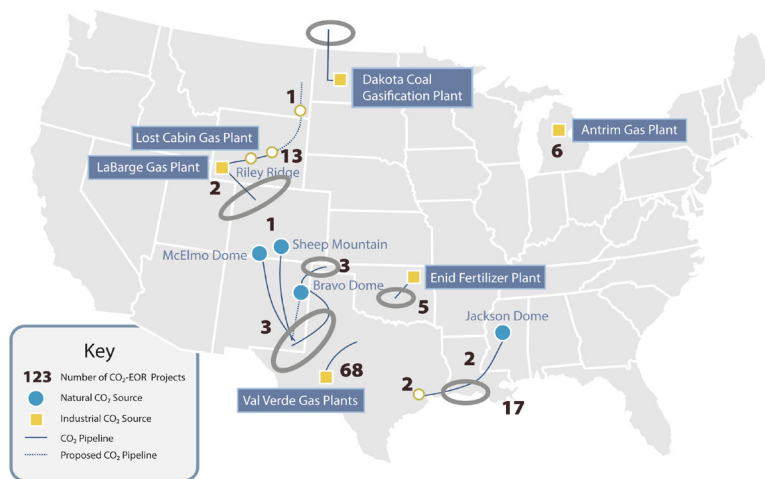 Dakota Coal
Gasification Plant
1
Antrim Gas Plant
Lost Cabin Gas Plant
6
13
LaBarge Gas Plant
Riley Ridge
2
1
Sheep Mountain
McElmo Dome
3
Enid Fertilizer Plant
Bravo Dome
5
Jackson Dome
3
Key
123 Number of CO₂-EOR Projects
Natural CO₂ Source
Industrial CO₂ Source
CO₂ Pipeline
Proposed CO₂ Pipeline
68
2
2
Val Verde Gas Plants
17